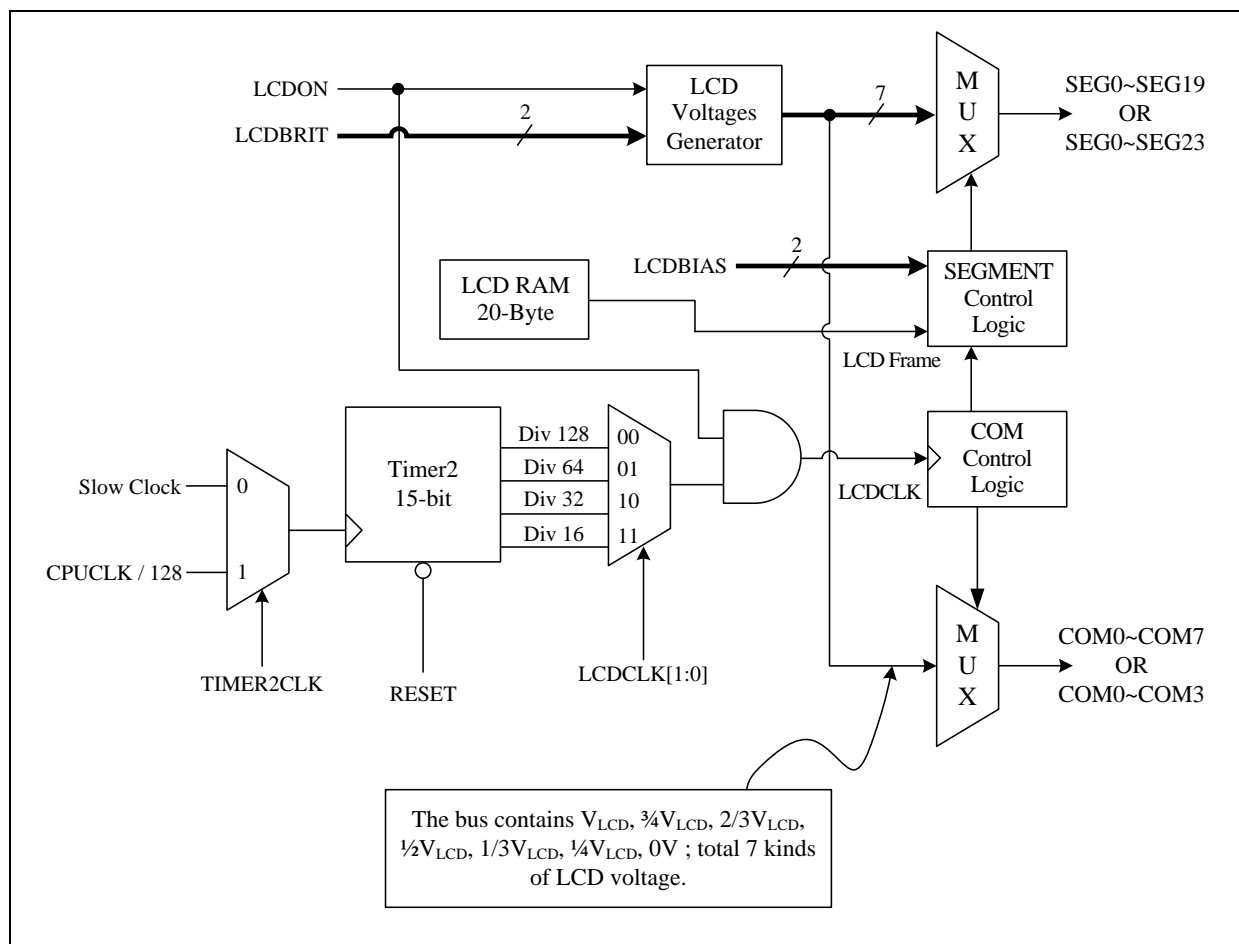 LCDON
LCDBRIT
2
LCD
Voltages
Generator
7
M
U
X
SEG0~SEG19
OR
SEG0~SEG23
LCDBIAS
2
LCD RAM
20-Byte
SEGMENT
Control
Logic
LCD Frame
Slow Clock
0
CPUCLK / 128
1
TIMER2CLK
Timer2
15-bit
RESET
Div 128
Div 64
Div 32
Div 16
00
01
10
11
LCDCLK[1:0]
LCDCLK
COM
Control
Logic
M
U
X
COM0~COM7
OR
COM0~COM3
The bus contains VLCD, ¾VLCD, 2/3VLCD,
½VLCD, 1/3VLCD, ¼VLCD, 0V ; total 7 kinds
of LCD voltage.